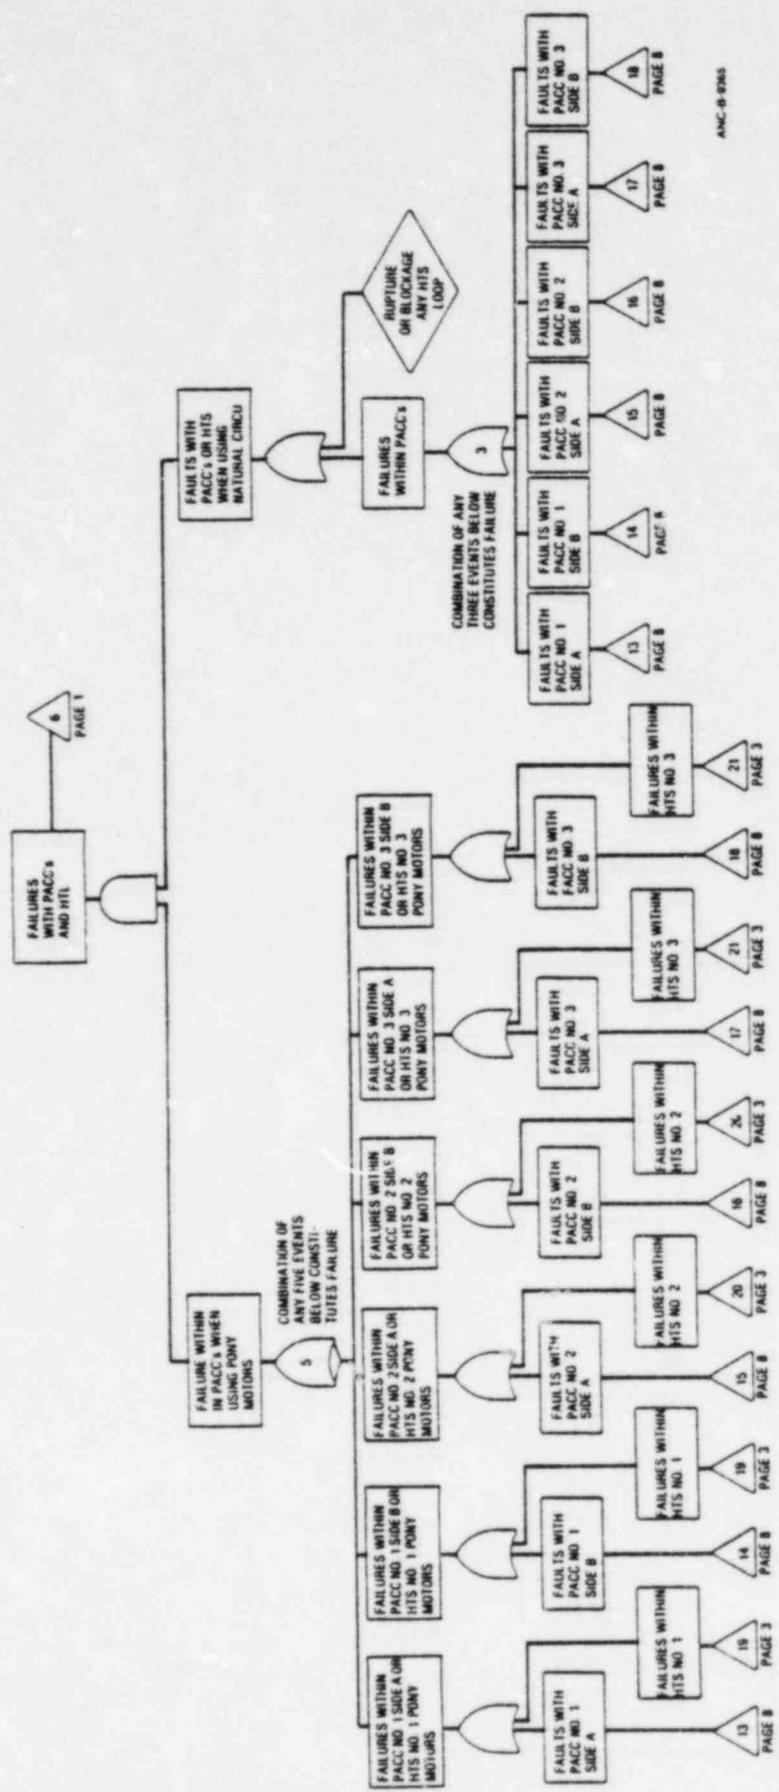 FAILURES
WITH PACC's
AND HTL
6
PAGE 1
FAILURE WITHIN
IN PACC's WHEN
USING PONY
MOTORS
COMBINATION OF
ANY FIVE EVENTS
BELOW CONSTI-
TUTES FAILURE
5
FAILURES WITHIN
PACC NO. 1 SIDE A OR
HTS NO. 1 PONY
MOTORS
FAULTS WITH
PACC NO. 1
SIDE A
13
PAGE 8
FAILURES WITHIN
HTS NO. 1
19
PAGE 3
FAILURES WITHIN
PACC NO. 1 SIDE B OR
HTS NO. 1 PONY
MOTORS
FAULTS WITH
PACC NO. 1
SIDE B
14
PAGE 8
FAILURES WITHIN
HTS NO. 1
19
PAGE 3
FAILURES WITHIN
PACC NO. 2 SIDE A OR
HTS NO. 2 PONY
MOTORS
FAULTS WITH
PACC NO. 2
SIDE A
15
PAGE 8
FAILURES WITHIN
HTS NO. 2
20
PAGE 3
FAILURES WITHIN
PACC NO. 2 SIDE B
OR HTS NO. 2
PONY MOTORS
FAULTS WITH
PACC NO. 2
SIDE B
16
PAGE 8
FAILURES WITHIN
HTS NO. 2
26
PAGE 3
FAILURES WITHIN
PACC NO. 3 SIDE A
OR HTS NO. 3
PONY MOTORS
FAULTS WITH
PACC NO. 3
SIDE A
17
PAGE 8
FAILURES WITHIN
HTS NO. 3
21
PAGE 3
FAILURES WITHIN
PACC NO. 3 SIDE B
OR HTS NO. 3
PONY MOTORS
FAULTS WITH
FACC NO. 3
SIDE B
18
PAGE 8
FAILURES WITHIN
HTS NO. 3
21
PAGE 3
FAULTS WITH
PACC's OR HTS
WHEN USING
NATURAL CIRCU
RUPTURE
OR BLOCKAGE
ANY HTS
LOOP
FAILURES
WITHIN PACC's
COMBINATION OF ANY
THREE EVENTS BELOW
CONSTITUTES FAILURE
3
FAULTS WITH
PACC NO. 1
SIDE A
13
PAGE 8
FAULTS WITH
PACC NO. 1
SIDE B
14
PAGE 8
FAULTS WITH
PACC NO 2
SIDE A
15
PAGE 8
FAULTS WITH
PACC NO. 2
SIDE B
16
PAGE 8
FAULTS WITH
PACC NO. 3
SIDE A
17
PAGE 8
FAULTS WITH
PACC NO. 3
SIDE B
18
PAGE 8
ANC-B-9365